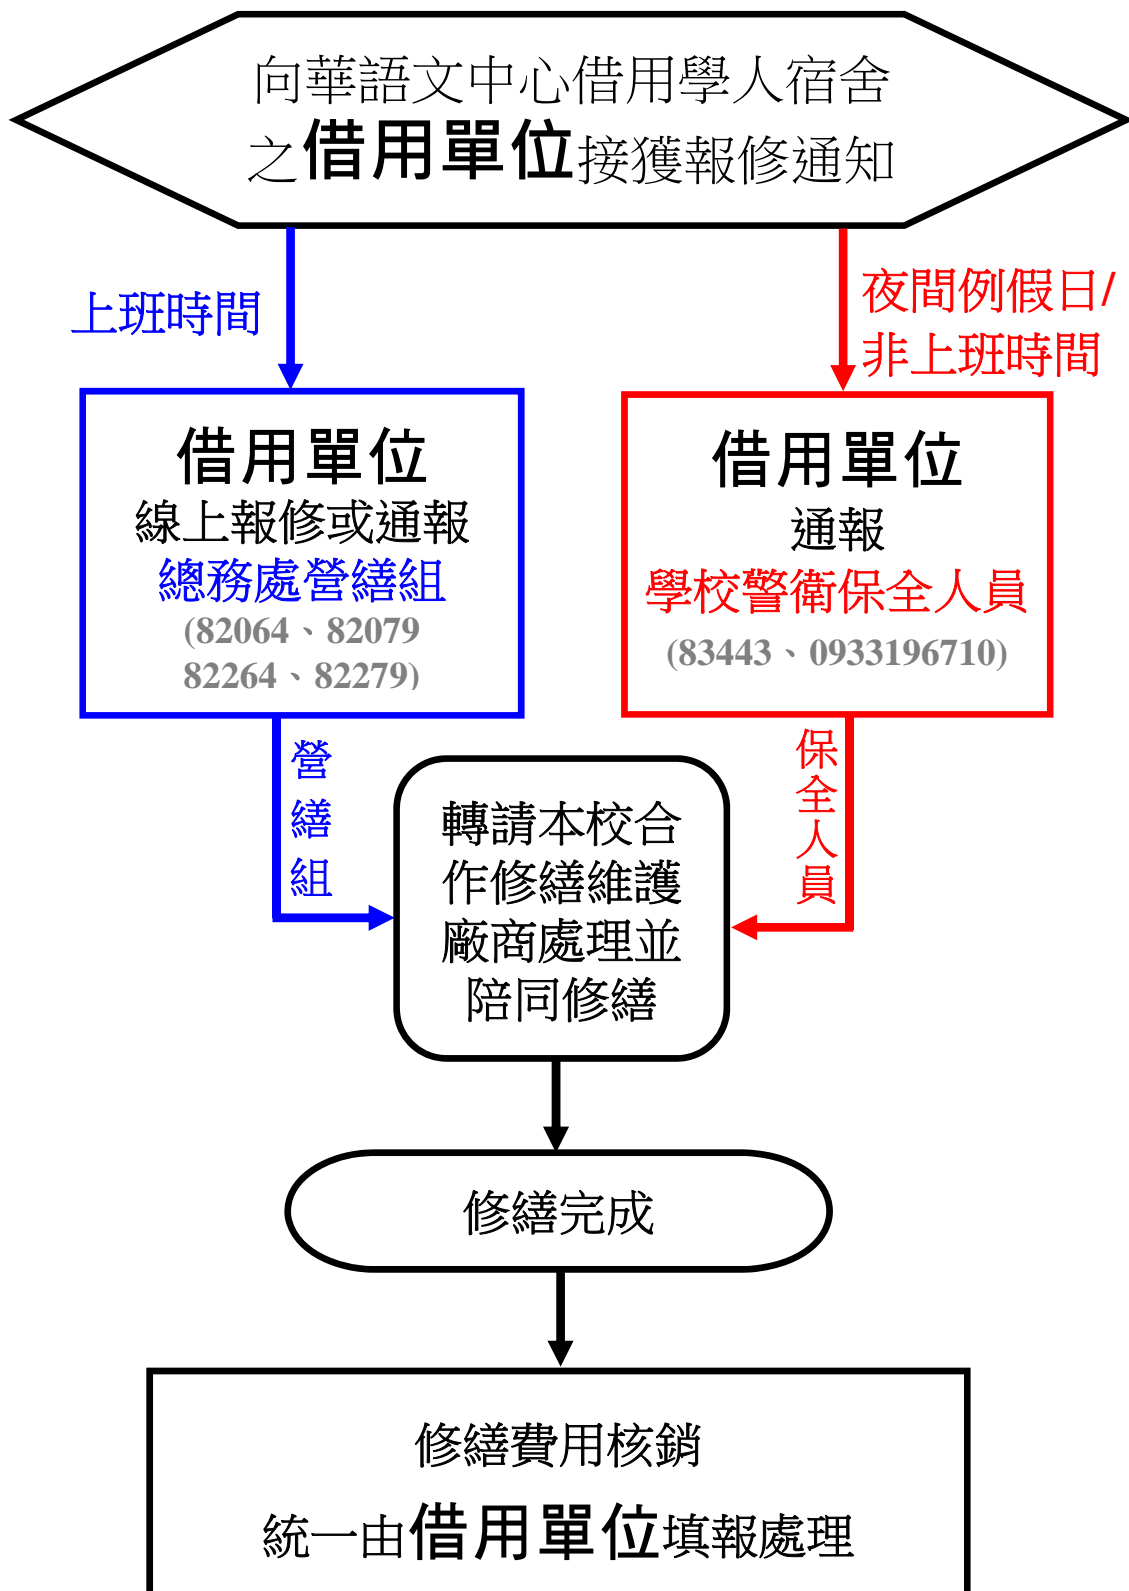 向華語文中心借用學人宿舍
之借用單位接獲報修通知
上班時間
夜間例假日/
非上班時間
借用單位
線上報修或通報
總務處營繕組
(82064、82079
82264、82279)
借用單位
通報
學校警衛保全人員
(83443、0933196710)
營
繕
組
保
全
人
員
轉請本校合
作修繕維護
廠商處理並
陪同修繕
修繕完成
修繕費用核銷
統一由借用單位填報處理